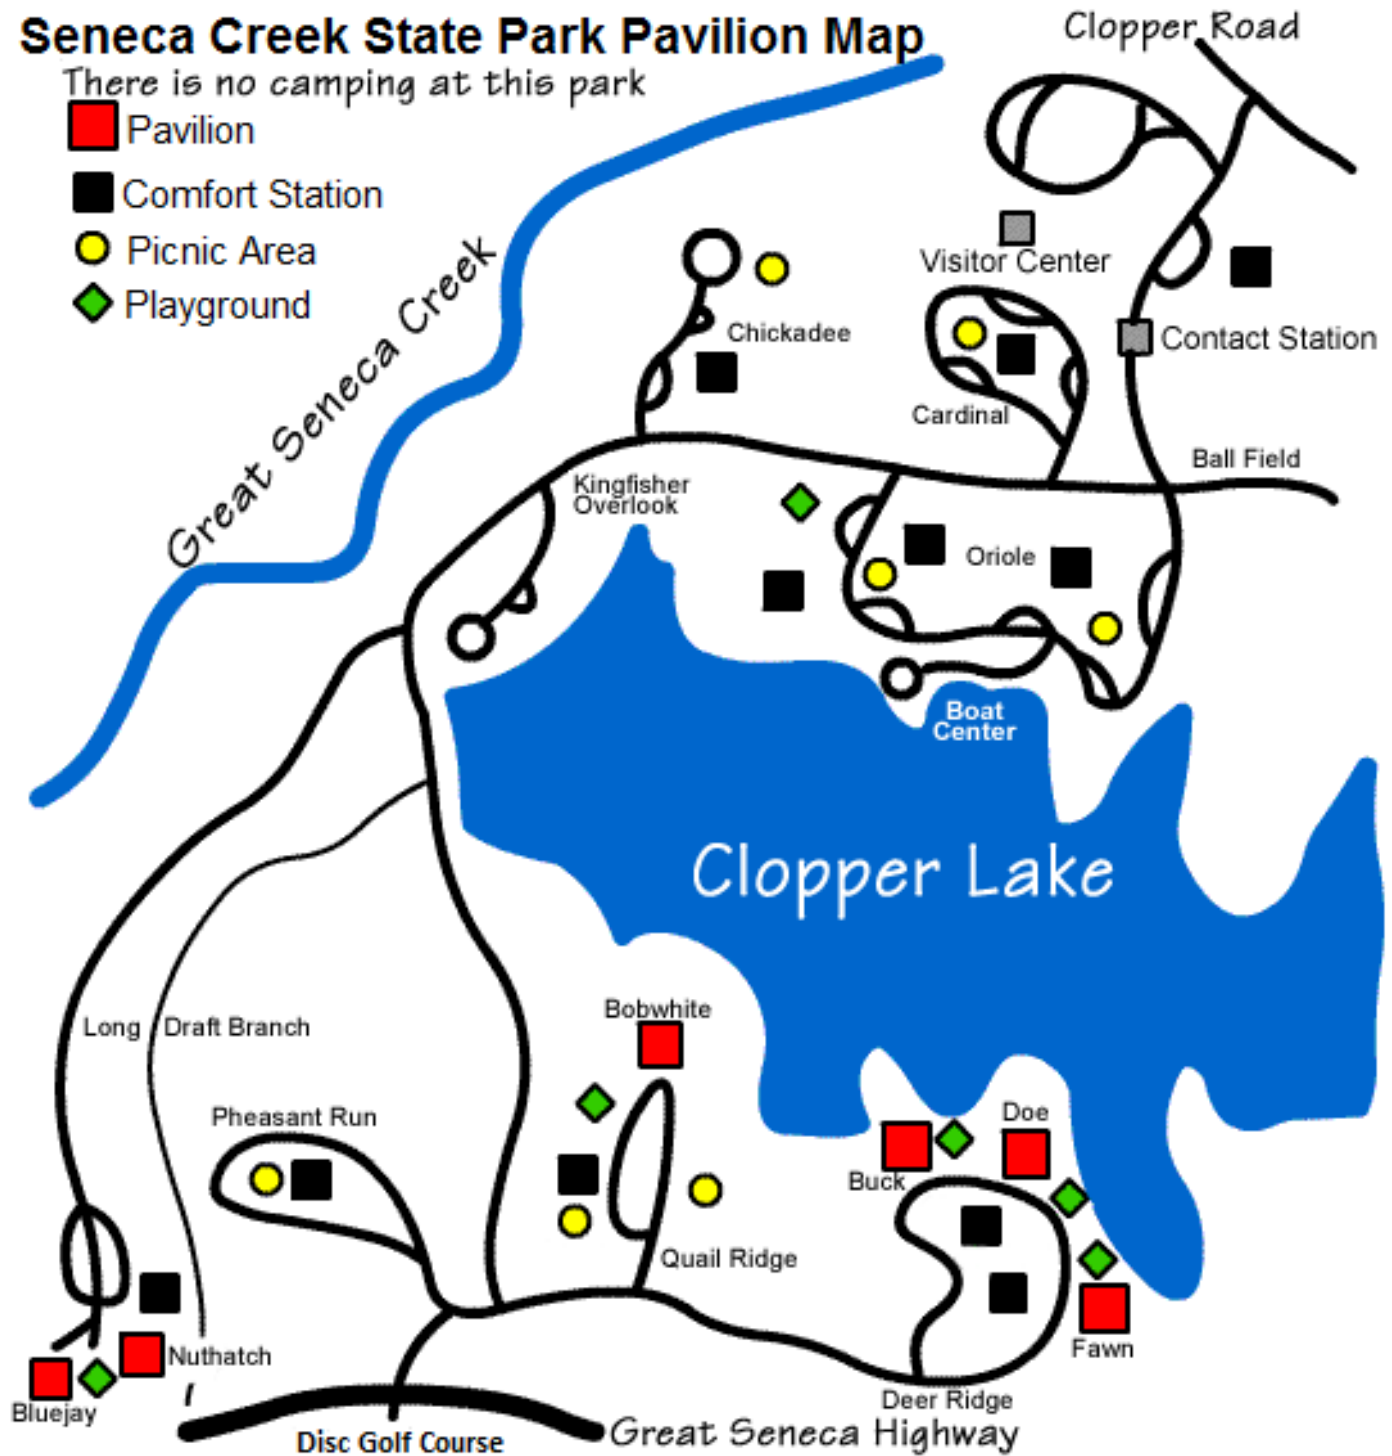 Seneca Creek State Park Pavilion Map
There is no camping at this park
Pavilion
Comfort Station
Picnic Area
Playground
Clopper Road
Great Seneca Creek
Visitor Center
Contact Station
Chickadee
Cardinal
Ball Field
Kingfisher
Overlook
Oriole
Boat
Center
Clopper Lake
Bobwhite
Long Draft Branch
Pheasant Run
Doe
Buck
Quail Ridge
Fawn
Nuthatch
Bluejay
Deer Ridge
Great Seneca Highway
Disc Golf Course